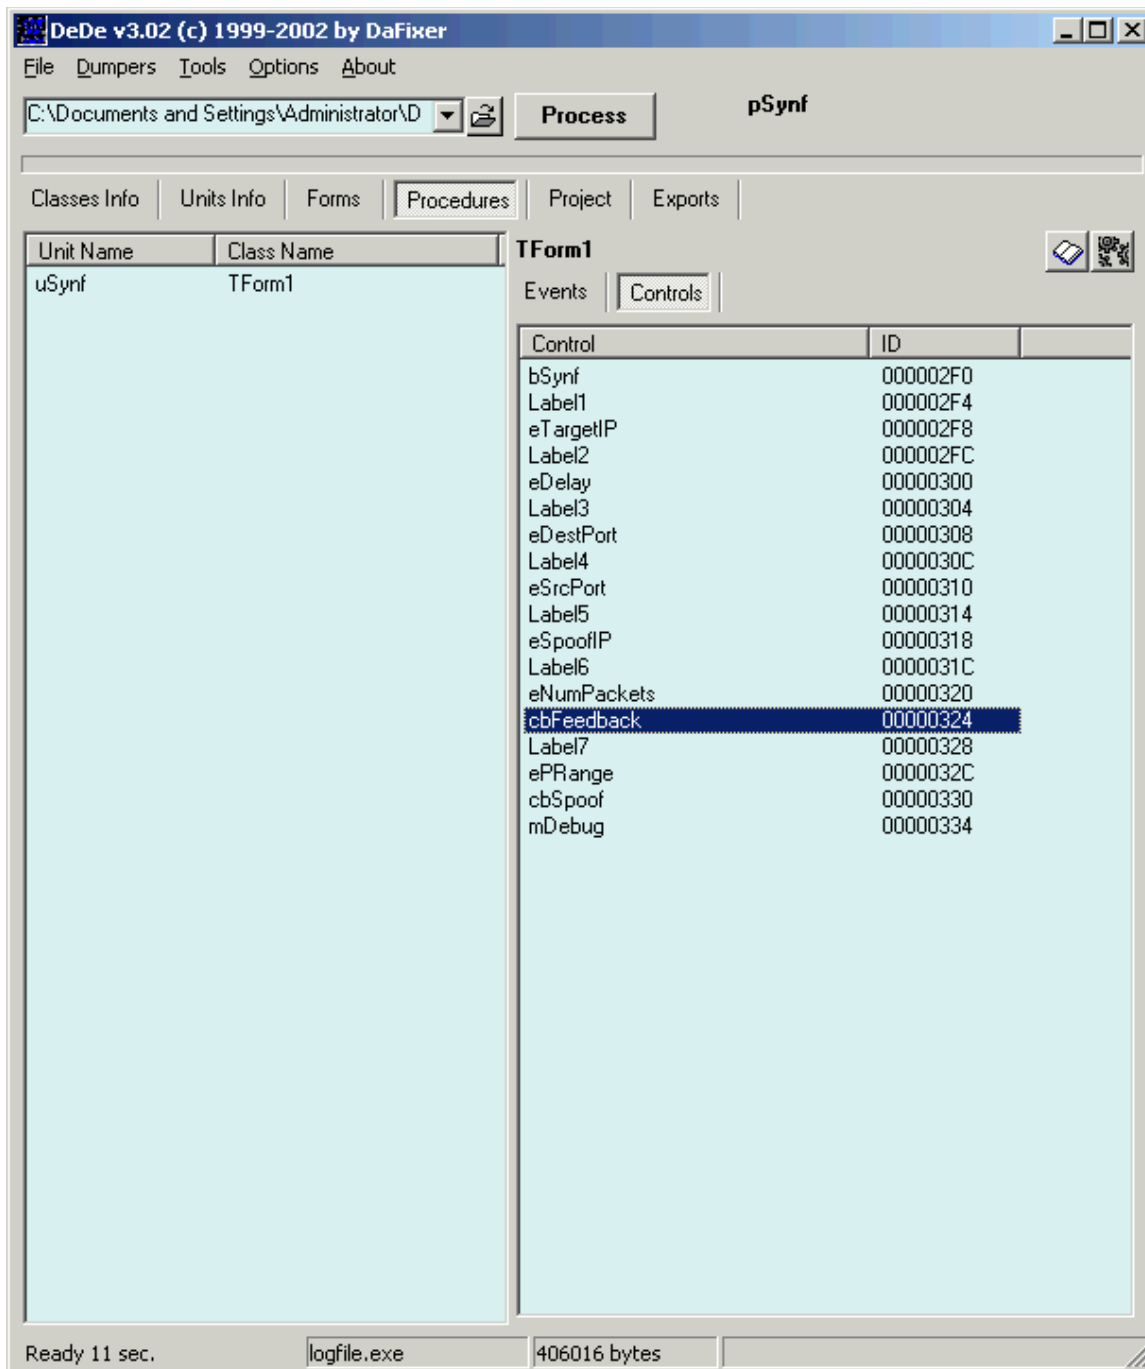 DeDe v3.02 (c) 1999-2002 by DaFixer
File Dumpers Tools Options About
C:\Documents and Settings\Administrator\D Process pSynf
Classes Info Units Info Forms Procedures Project Exports
Unit Name Class Name
uSynf TForm1
TForm1
Events Controls
Control ID
bSynf 000002F0
Label1 000002F4
eTargetIP 000002F8
Label2 000002FC
eDelay 00000300
Label3 00000304
eDestPort 00000308
Label4 0000030C
eSrcPort 00000310
Label5 00000314
eSpoofIP 00000318
Label6 0000031C
eNumPackets 00000320
cbFeedback 00000324
Label7 00000328
ePRange 0000032C
cbSpoof 00000330
mDebug 00000334
Ready 11 sec. logfile.exe 406016 bytes